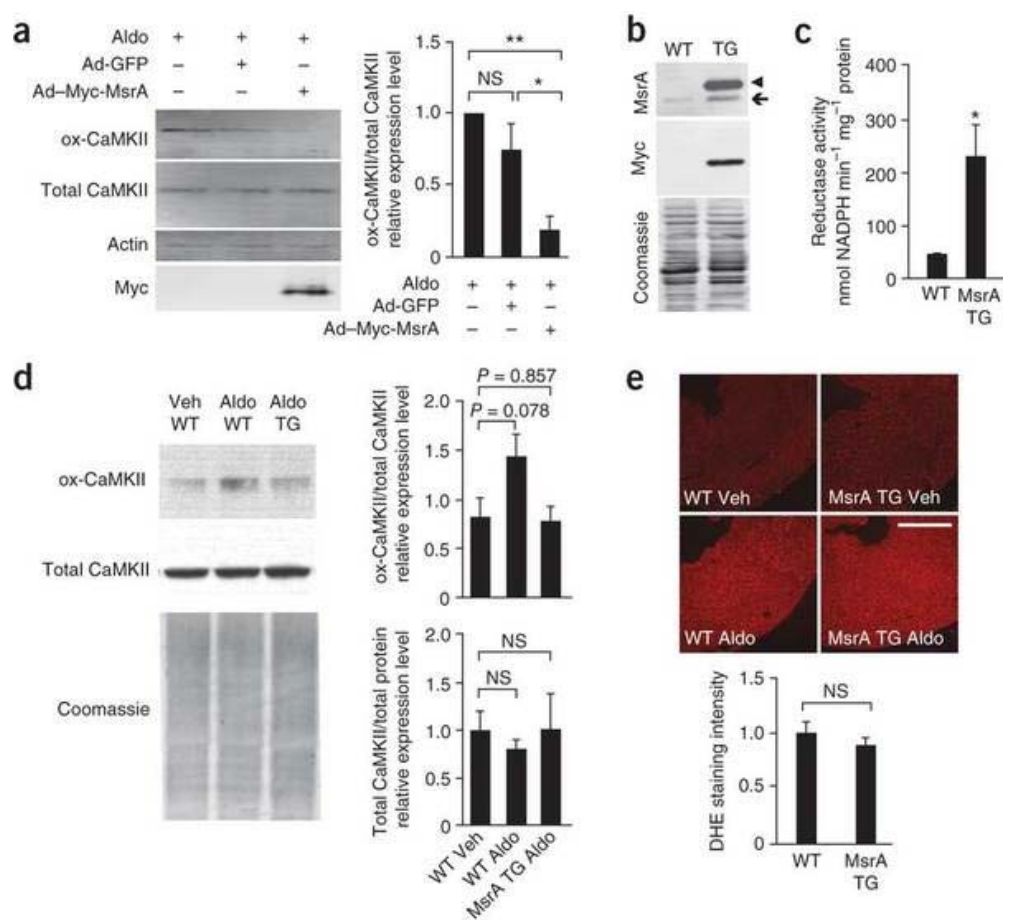 a
Aldo + + +
Ad-GFP – + –
Ad–Myc-MsrA – – +
ox-CaMKII
Total CaMKII
Actin
Myc
ox-CaMKII/total CaMKII
relative expression level
1.5
1.0
0.5
0
**
NS
*
Aldo + + +
Ad-GFP – + –
Ad–Myc-MsrA – – +
b
WT TG
MsrA
Myc
Coomassie
c
Reductase activity
nmol NADPH min–1 mg–1 protein
400
300
200
100
0
*
WT MsrA
TG
d
Veh Aldo Aldo
WT WT TG
ox-CaMKII
Total CaMKII
Coomassie
ox-CaMKII/total CaMKII
relative expression level
2.0
1.5
1.0
0.5
0
P = 0.857
P = 0.078
Total CaMKII/total protein
relative expression level
2.0
1.5
1.0
0.5
0
NS
NS
WT Veh
WT Aldo
MsrA TG Aldo
e
WT Veh
MsrA TG Veh
WT Aldo
MsrA TG Aldo
DHE staining intensity
1.5
1.0
0.5
0
NS
WT MsrA
TG